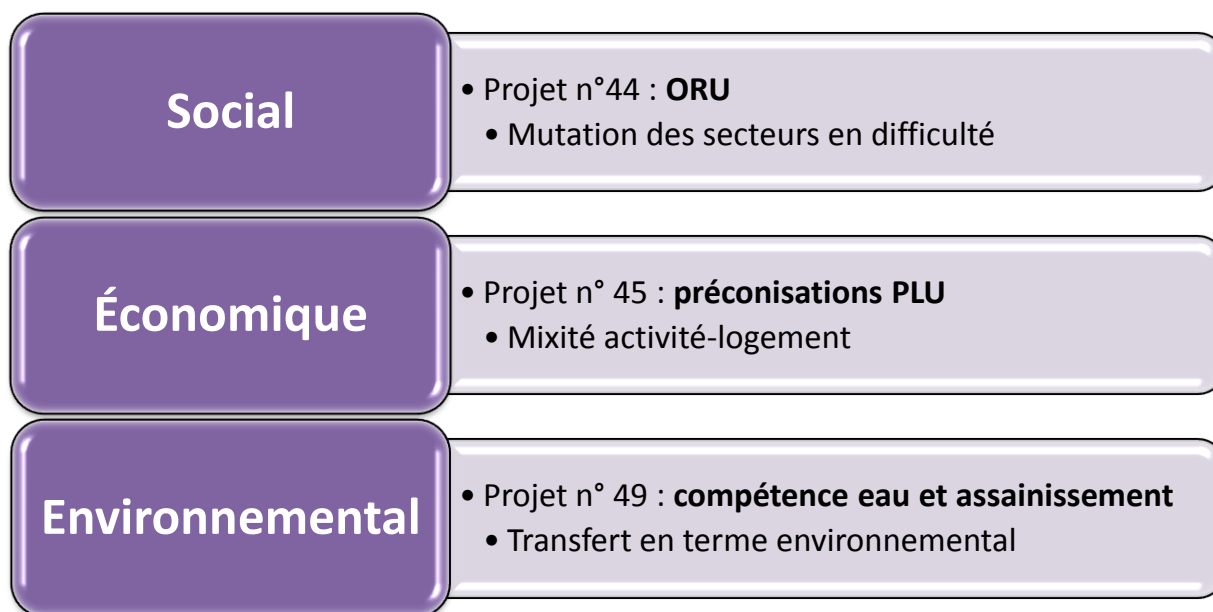 Social
• Projet n°44 : ORU
• Mutation des secteurs en difficulté
Économique
• Projet n° 45 : préconisations PLU
• Mixité activité-logement
Environnemental
• Projet n° 49 : compétence eau et assainissement
• Transfert en terme environnemental